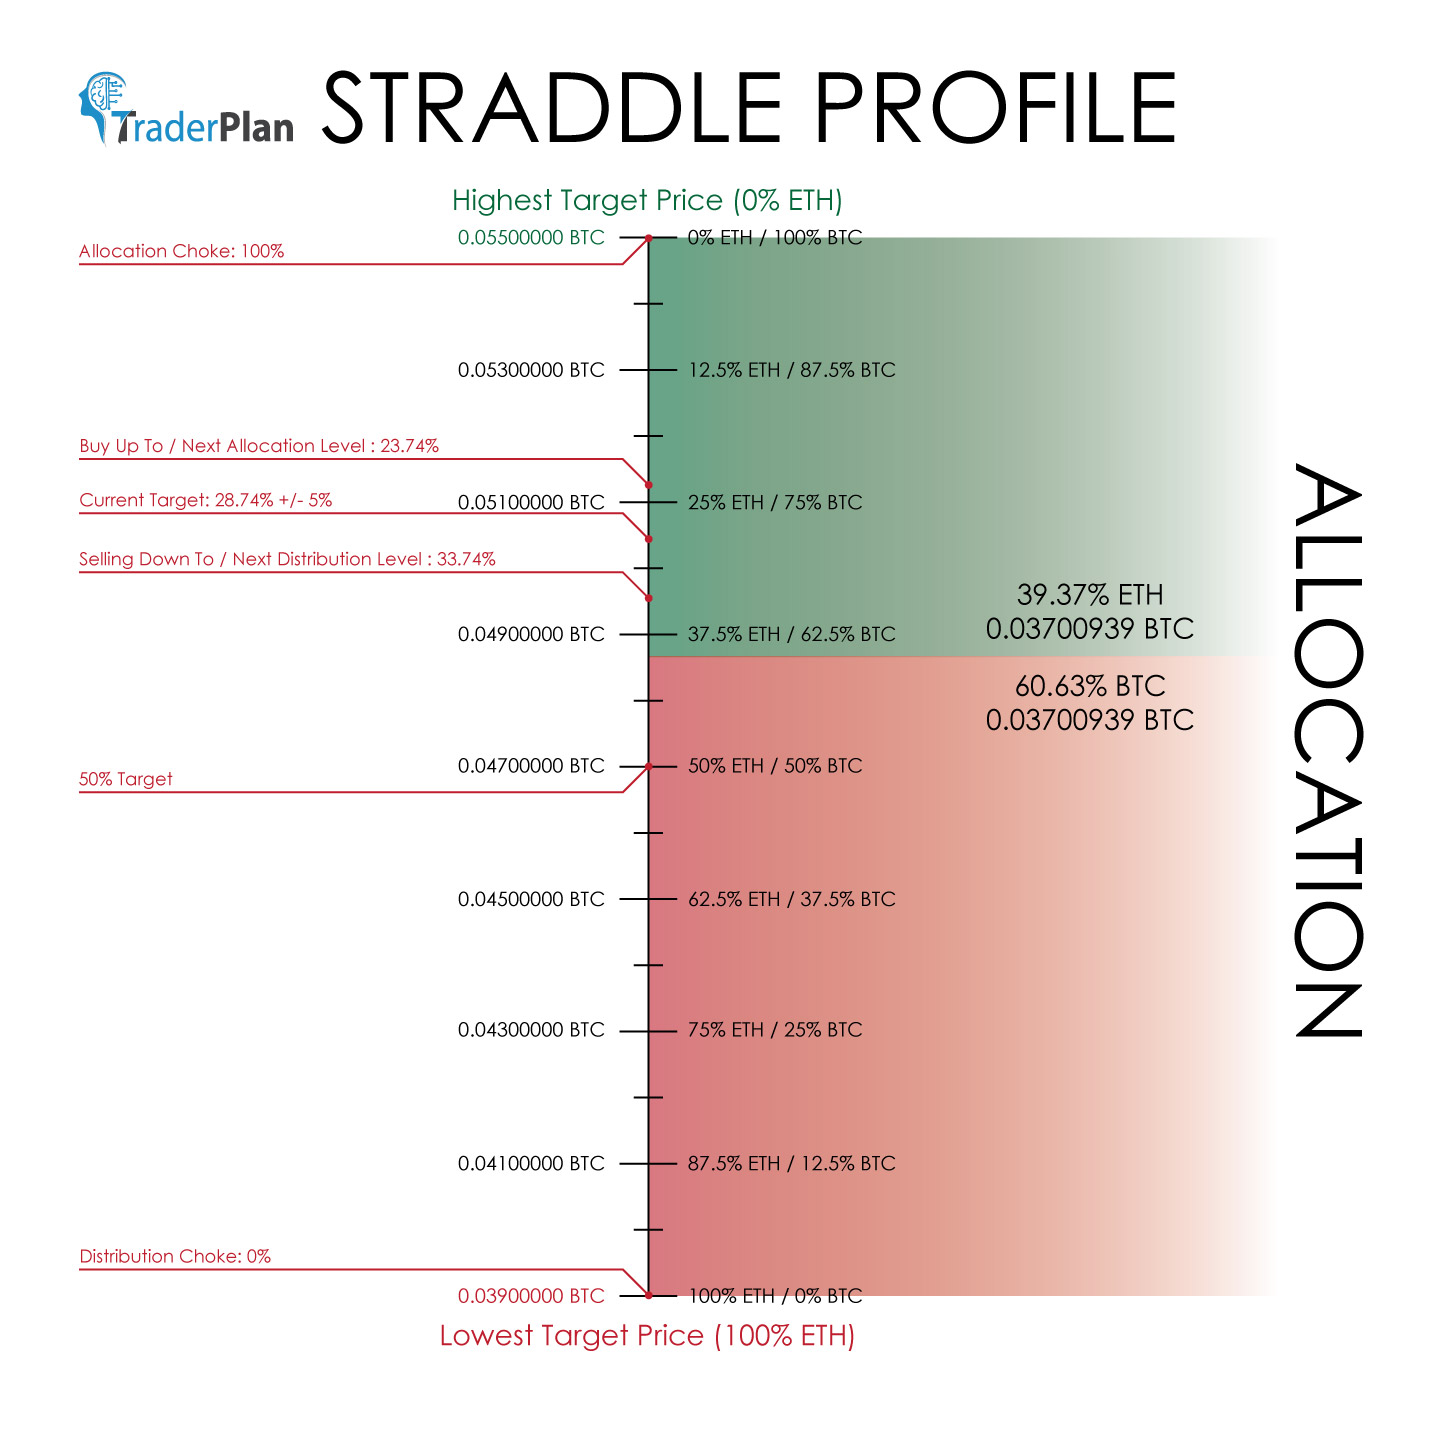 TraderPlan
STRADDLE PROFILE
Highest Target Price (0% ETH)
0.05500000 BTC
0% ETH / 100% BTC
Allocation Choke: 100%
0.05300000 BTC
12.5% ETH / 87.5% BTC
Buy Up To / Next Allocation Level : 23.74%
Current Target: 28.74% +/- 5%
0.05100000 BTC
25% ETH / 75% BTC
Selling Down To / Next Distribution Level : 33.74%
39.37% ETH
0.03700939 BTC
0.04900000 BTC
37.5% ETH / 62.5% BTC
60.63% BTC
0.03700939 BTC
0.04700000 BTC
50% ETH / 50% BTC
50% Target
0.04500000 BTC
62.5% ETH / 37.5% BTC
0.04300000 BTC
75% ETH / 25% BTC
0.04100000 BTC
87.5% ETH / 12.5% BTC
Distribution Choke: 0%
0.03900000 BTC
100% ETH / 0% BTC
Lowest Target Price (100% ETH)
ALLOCATION